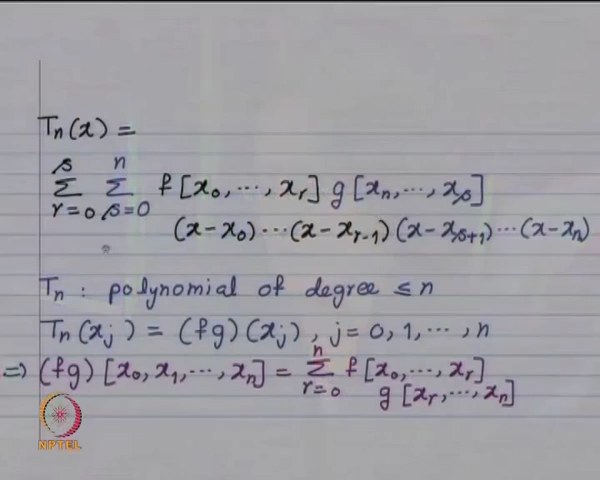 Tn(x) =
s n
Σ Σ f[x0,⋯,xr] g[xn,⋯,xs]
r=0 s=0
(x-x0)⋯(x-xr-1)(x-xs+1)⋯(x-xn)
Tn : polynomial of degree ≤ n
Tn(xj) = (fg)(xj), j=0,1,⋯,n
⇒ (fg)[x0,x1,⋯,xn] = Σ f[x0,⋯,xr]
n
r=0
g[xr,⋯,xn]
NPTEL